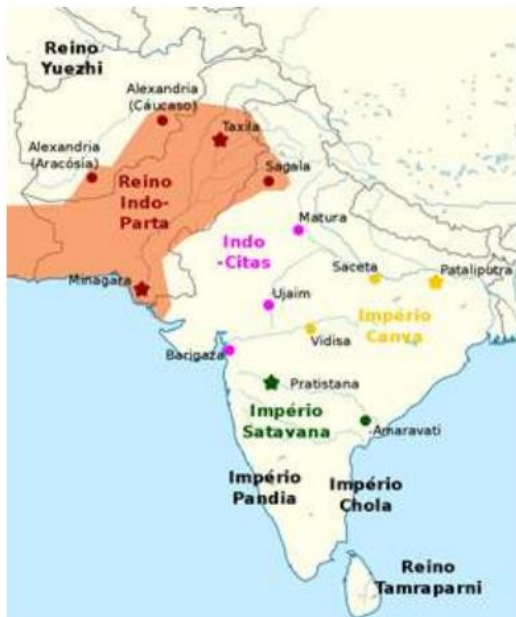 Reino
Yuezhi
Alexandria
(Cáucaso)
Taxila
Alexandria
(Aracósia)
Sagala
Reino
Indo-
Parta
Matura
Indo
-Citas
Saceta
Pataliputra
Minagara
Ujaim
Império
Canva
Vidisa
Barigaza
Pratistana
Império
Satavana
Amaravati
Império
Pandia
Império
Chola
Reino
Tamraparni